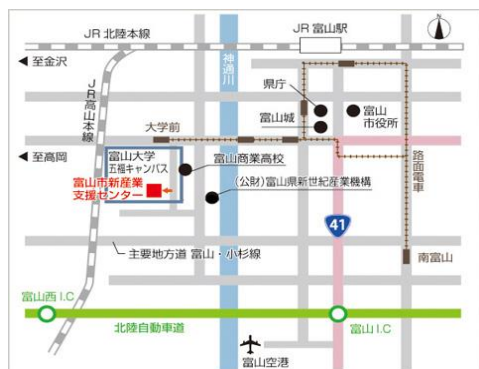 JR 北陸本線
JR 富山駅
至金沢
神通川
県庁
JR高山本線
富山城
富山
市役所
大学前
至高岡
富山大学
五福キャンパス
富山商業高校
路面電車
富山市新産業
支援センター
(公財)富山県新世紀産業機構
41
主要地方道 富山・小杉線
南富山
富山西 I.C
北陸自動車道
富山 I.C
富山空港